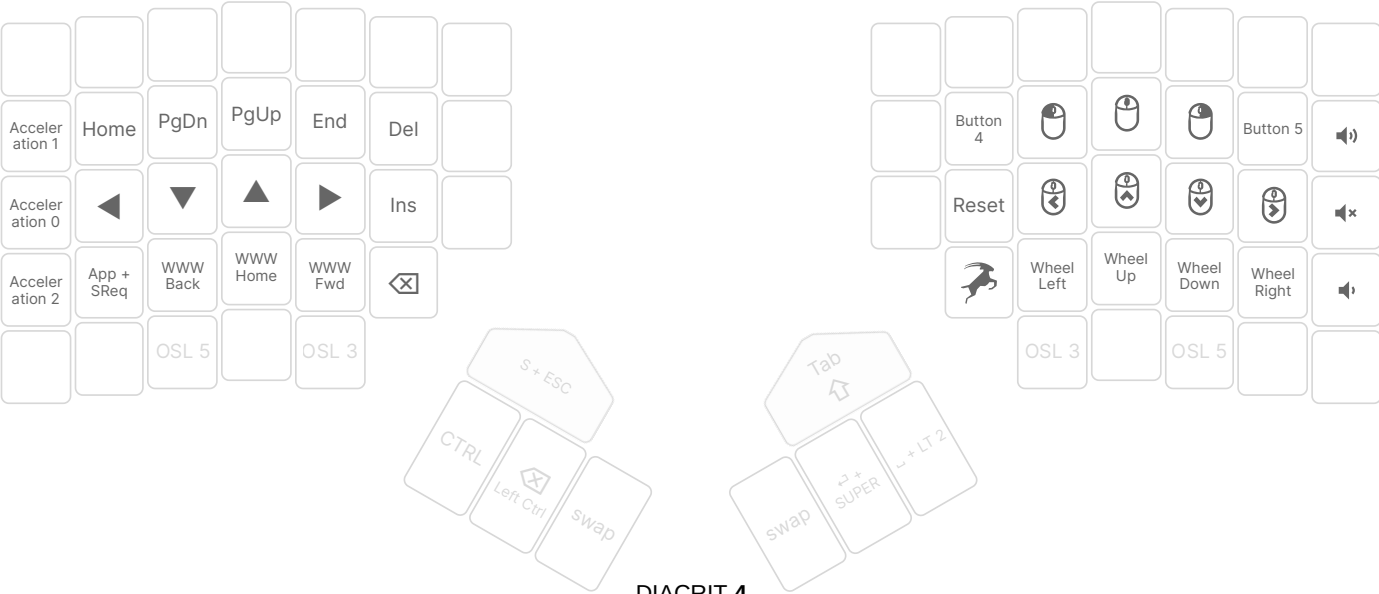 Acceler
ation 1
Home
PgDn
PgUp
End
Del
Button
4
Button 5
Acceler
ation 0
Ins
Reset
Acceler
ation 2
App +
SReq
WWW
Back
WWW
Home
WWW
Fwd
Wheel
Left
Wheel
Up
Wheel
Down
Wheel
Right
OSL 5
OSL 3
OSL 3
OSL 5
S + ESC
Tab
CTRL
Left Ctrl
swap
swap
+
SUPER
+ LT 2
DIACRIT 4